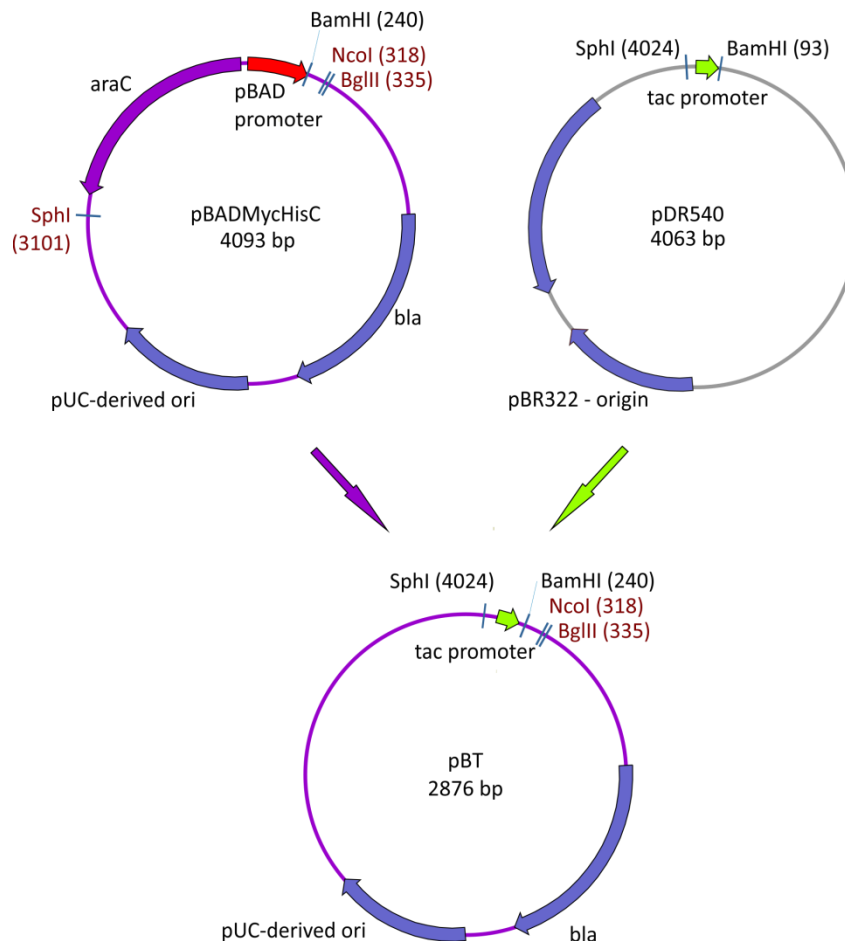 BamHI (240)
NcoI (318)
BglII (335)
araC
pBAD
promoter
SphI
(3101)
pBADMycHisC
4093 bp
bla
pUC-derived ori
SphI (4024)
BamHI (93)
tac promoter
pDR540
4063 bp
pBR322 - origin
SphI (4024)
BamHI (240)
NcoI (318)
BglII (335)
tac promoter
pBT
2876 bp
pUC-derived ori
bla